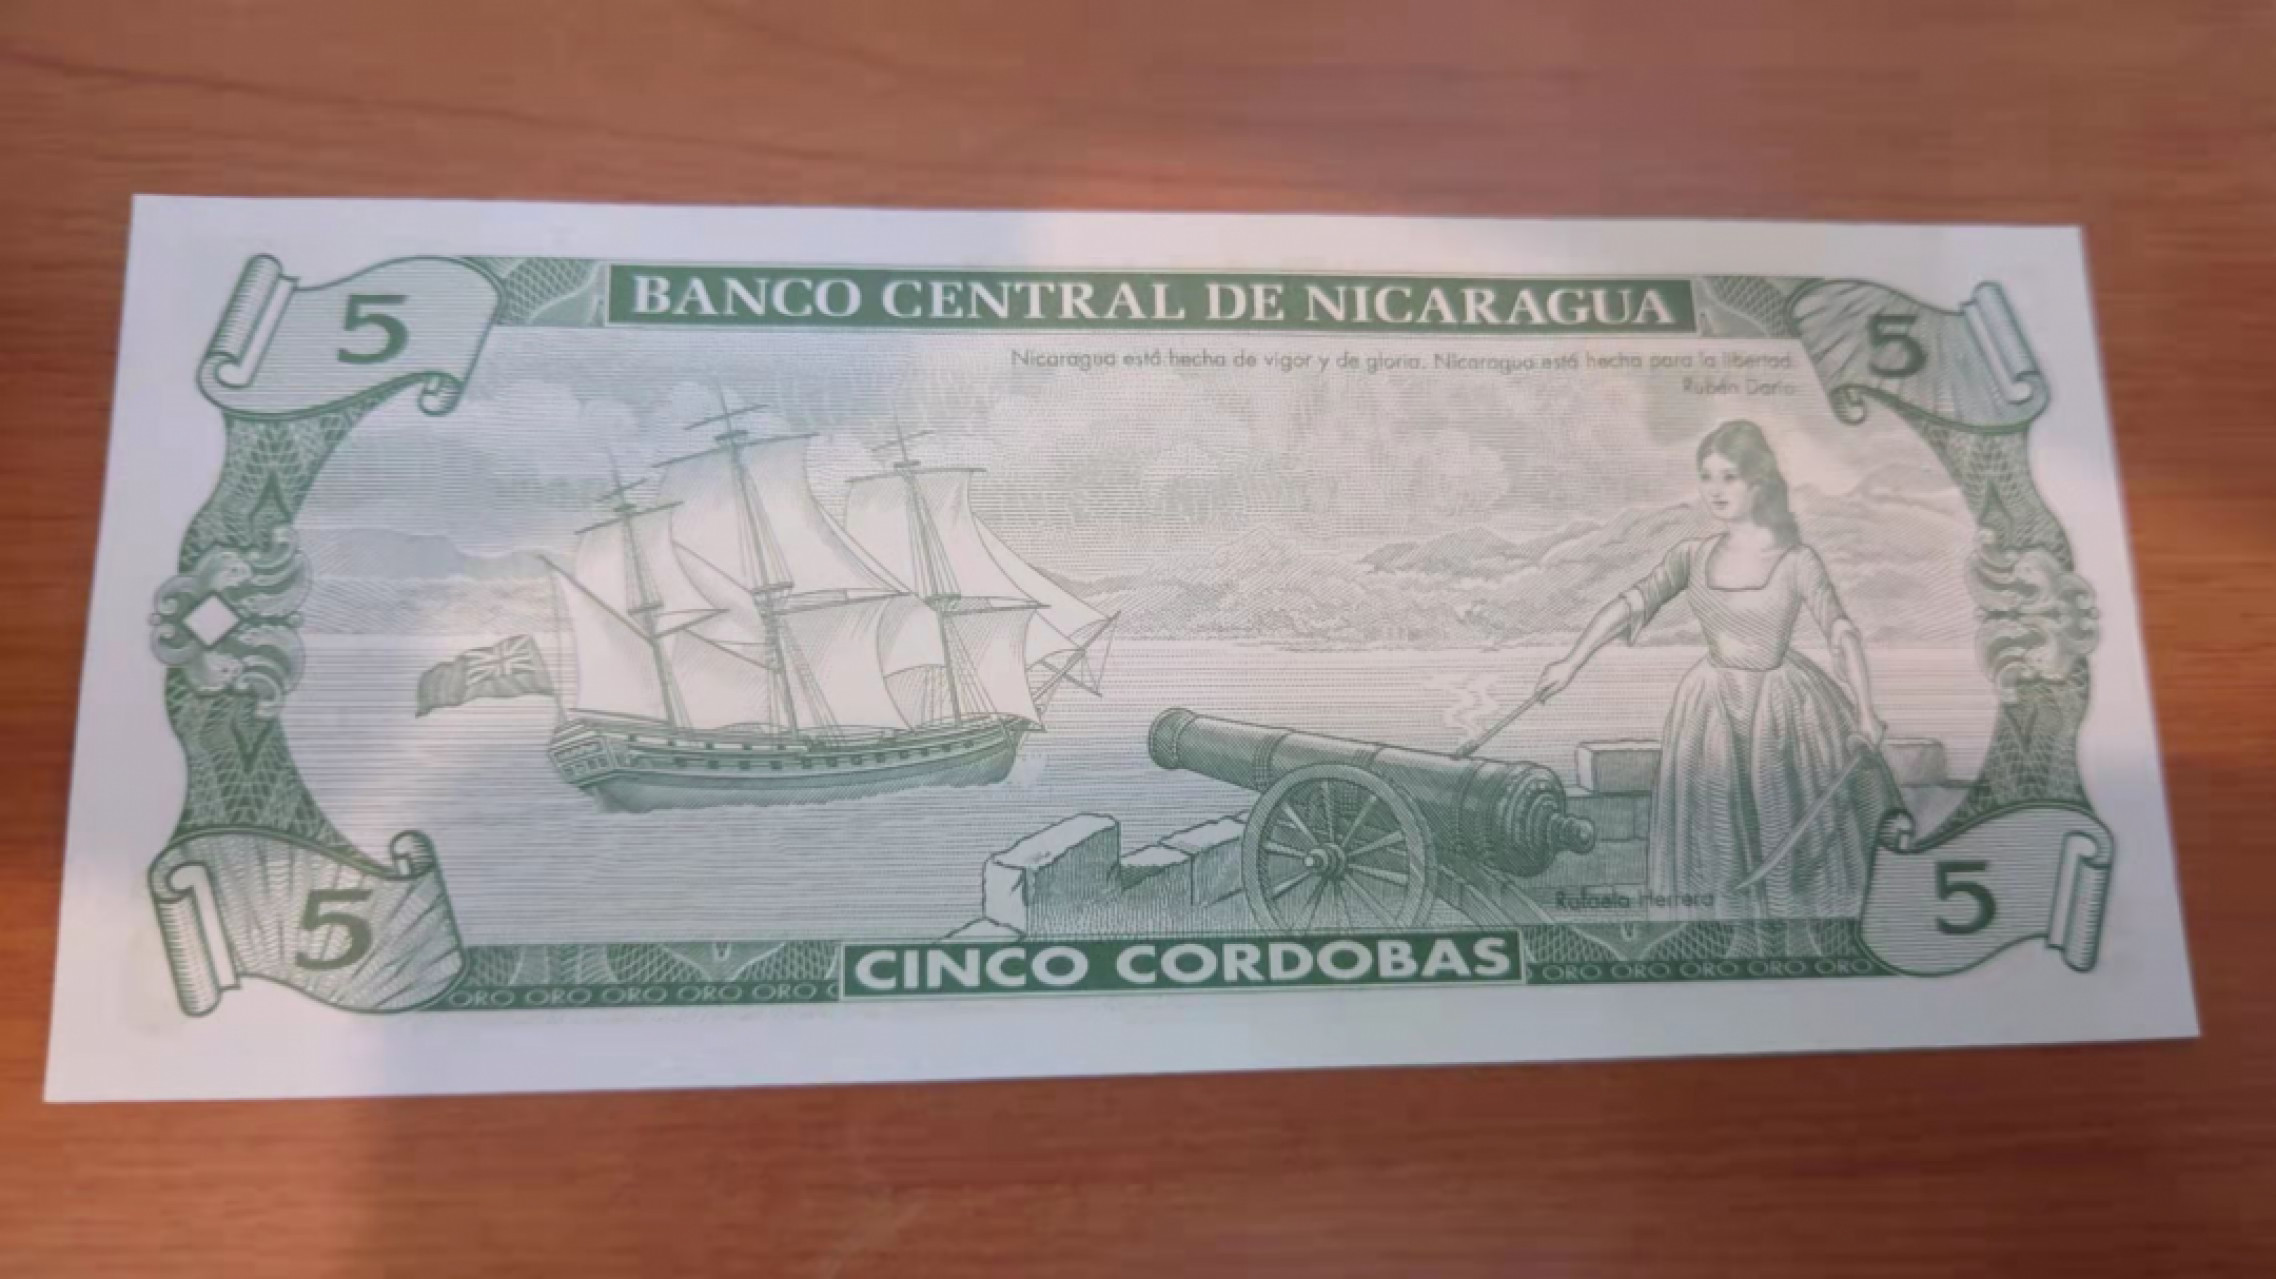 BANCO CENTRAL DE NICARAGUA
5
5
Nicaragua está hecha de vigor y de gloria. Nicaragua está hecha para la libertad.
Rubén Darío
Rafaela Herrera
5
5
CINCO CORDOBAS
ORO ORO ORO ORO ORO
ORO ORO ORO ORO ORO